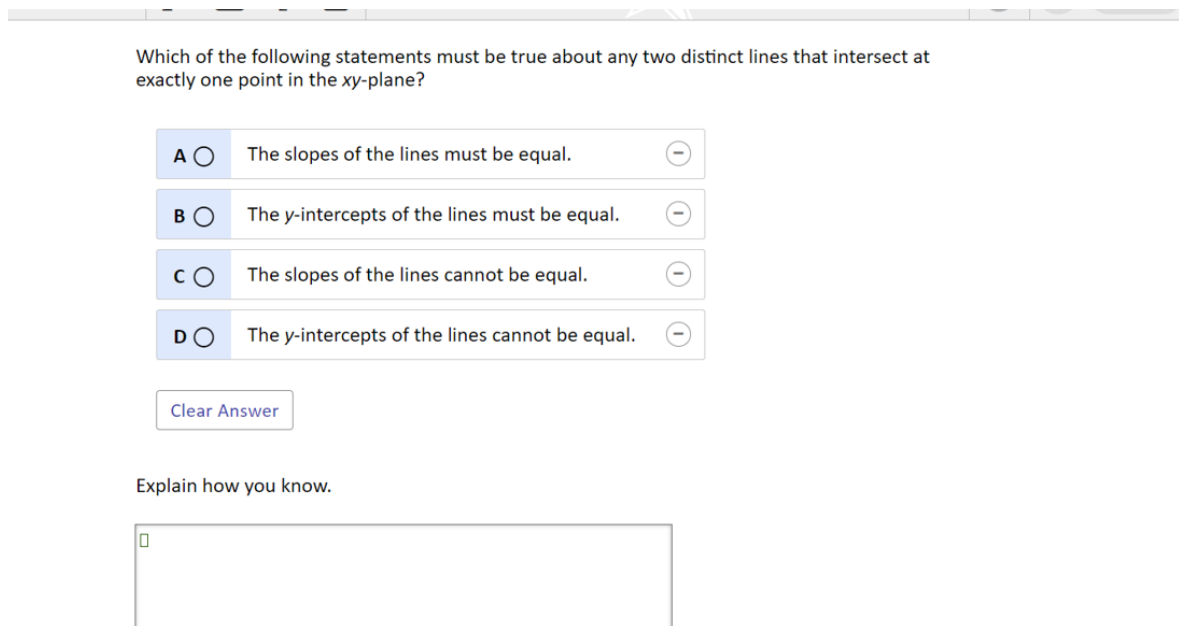 Which of the following statements must be true about any two distinct lines that intersect at
exactly one point in the xy-plane?
A The slopes of the lines must be equal.
B The y-intercepts of the lines must be equal.
C The slopes of the lines cannot be equal.
D The y-intercepts of the lines cannot be equal.
Clear Answer
Explain how you know.